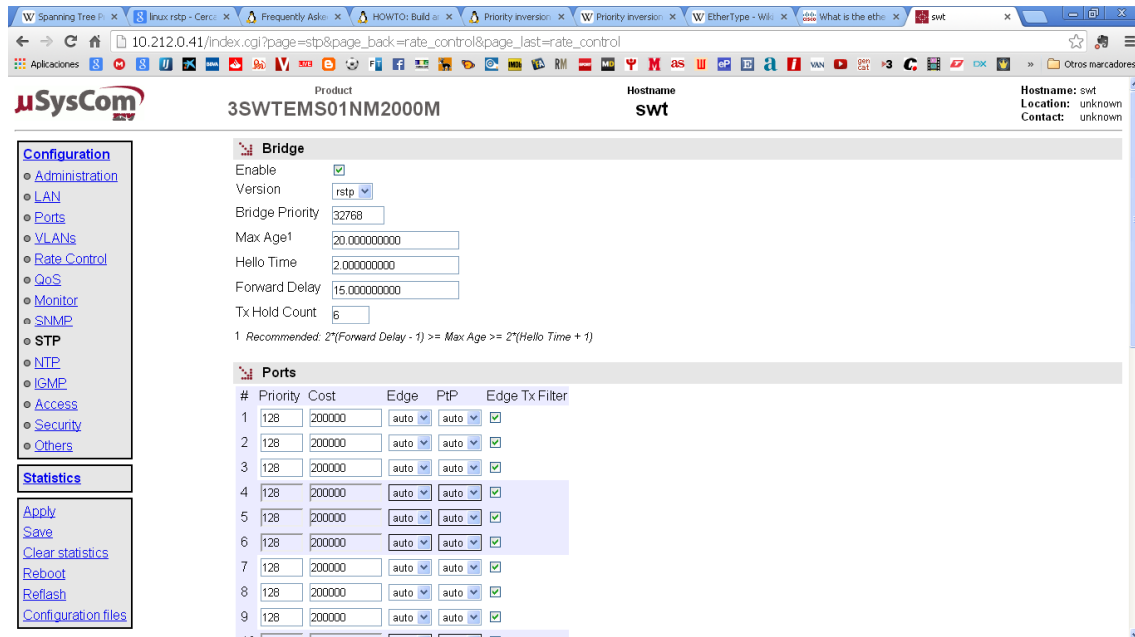 Spanning Tree P
linux rstp - Cerca
Frequently Aske
HOWTO: Build a
Priority inversion
Priority inversion
EtherType - Wiki
What is the ethe
swt
10.212.0.41/index.cgi?page=stp&page_back=rate_control&page_last=rate_control
Aplicaciones
Otros marcadores
µSysCom
Product
3SWTEMS01NM2000M
Hostname
swt
Hostname: swt
Location: unknown
Contact: unknown
Configuration
Administration
LAN
Ports
VLANs
Rate Control
QoS
Monitor
SNMP
STP
NTP
IGMP
Access
Security
Others
Statistics
Apply
Save
Clear statistics
Reboot
Reflash
Configuration files
Bridge
Enable
Version rstp
Bridge Priority 32768
Max Age1 20.000000000
Hello Time 2.000000000
Forward Delay 15.000000000
Tx Hold Count 6
1 Recommended: 2*(Forward Delay - 1) >= Max Age >= 2*(Hello Time + 1)
Ports
# Priority Cost Edge PtP Edge Tx Filter
1 128 200000 auto auto
2 128 200000 auto auto
3 128 200000 auto auto
4 128 200000 auto auto
5 128 200000 auto auto
6 128 200000 auto auto
7 128 200000 auto auto
8 128 200000 auto auto
9 128 200000 auto auto